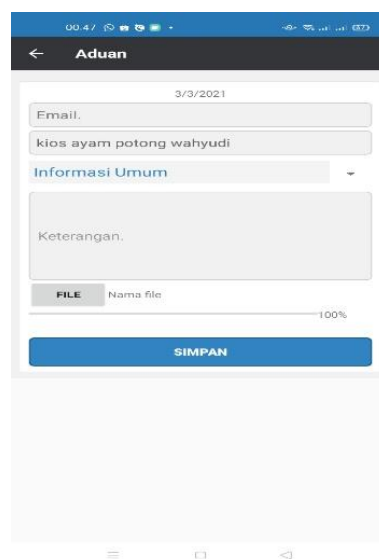 00.47
87
Aduan
3/3/2021
Email.
kios ayam potong wahyudi
Informasi Umum
Keterangan.
FILE Nama file
100%
SIMPAN